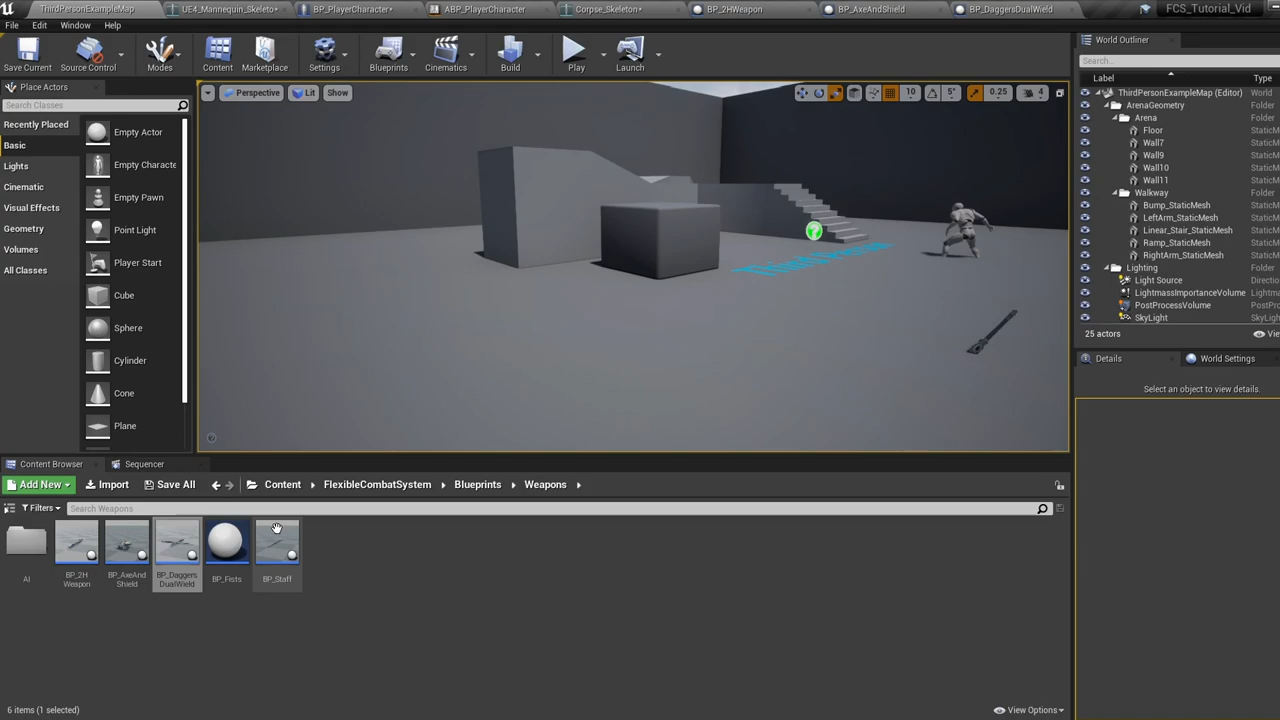 ThirdPersonExampleMap
UE4_Mannequin_Skeleto•
BP_PlayerCharacter•
ABP_PlayerCharacter
Corpse_Skeleton•
BP_2HWeapon
BP_AxeAndShield
BP_DaggersDualWield
FCS_Tutorial_Vid
File Edit Window Help
Save Current
Source Control
Modes
Content
Marketplace
Settings
Blueprints
Cinematics
Build
Play
Launch
Place Actors
Search Classes
Recently Placed
Basic
Lights
Cinematic
Visual Effects
Geometry
Volumes
All Classes
Empty Actor
Empty Characte
Empty Pawn
Point Light
Player Start
Cube
Sphere
Cylinder
Cone
Plane
Perspective
Lit
Show
10
5°
0.25
4
World Outliner
Search...
Label
Type
ThirdPersonExampleMap (Editor) World
ArenaGeometry Folder
Arena Folder
Floor StaticM
Wall7 StaticM
Wall9 StaticM
Wall10 StaticM
Wall11 StaticM
Walkway Folder
Bump_StaticMesh StaticM
LeftArm_StaticMesh StaticM
Linear_Stair_StaticMesh StaticM
Ramp_StaticMesh StaticM
RightArm_StaticMesh StaticM
Lighting Folder
Light Source Directio
LightmassImportanceVolume Lightma
PostProcessVolume PostPro
SkyLight SkyLigh
25 actors
Vie
Details
World Settings
Select an object to view details.
Content Browser
Sequencer
Add New
Import
Save All
Content
FlexibleCombatSystem
Blueprints
Weapons
Filters
Search Weapons
AI
BP_2H
Weapon
BP_AxeAnd
Shield
BP_Daggers
DualWield
BP_Fists
BP_Staff
6 items (1 selected)
View Options